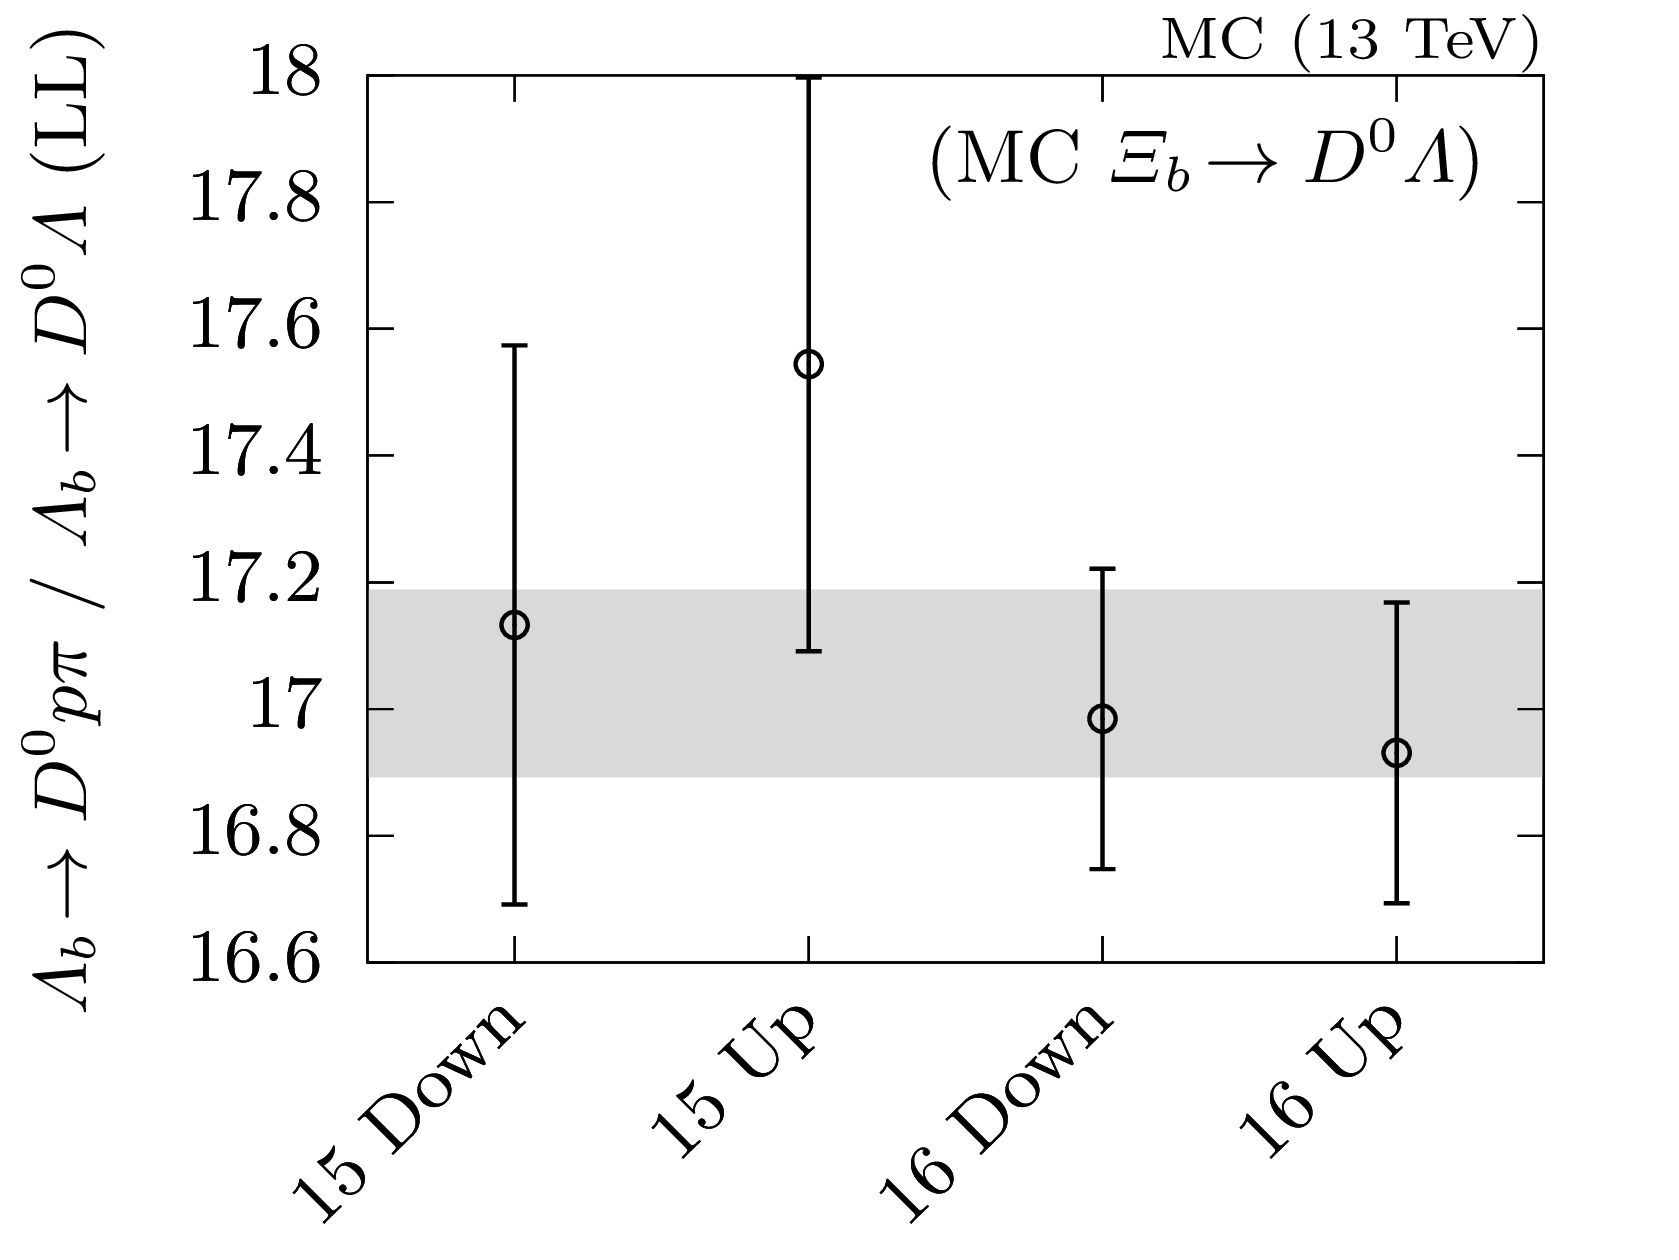 MC (13 TeV)
(MC Ξb → D⁰Λ)
Λb → D⁰pπ / Λb → D⁰Λ (LL)
18
17.8
17.6
17.4
17.2
17
16.8
16.6
15 Down
15 Up
16 Down
16 Up